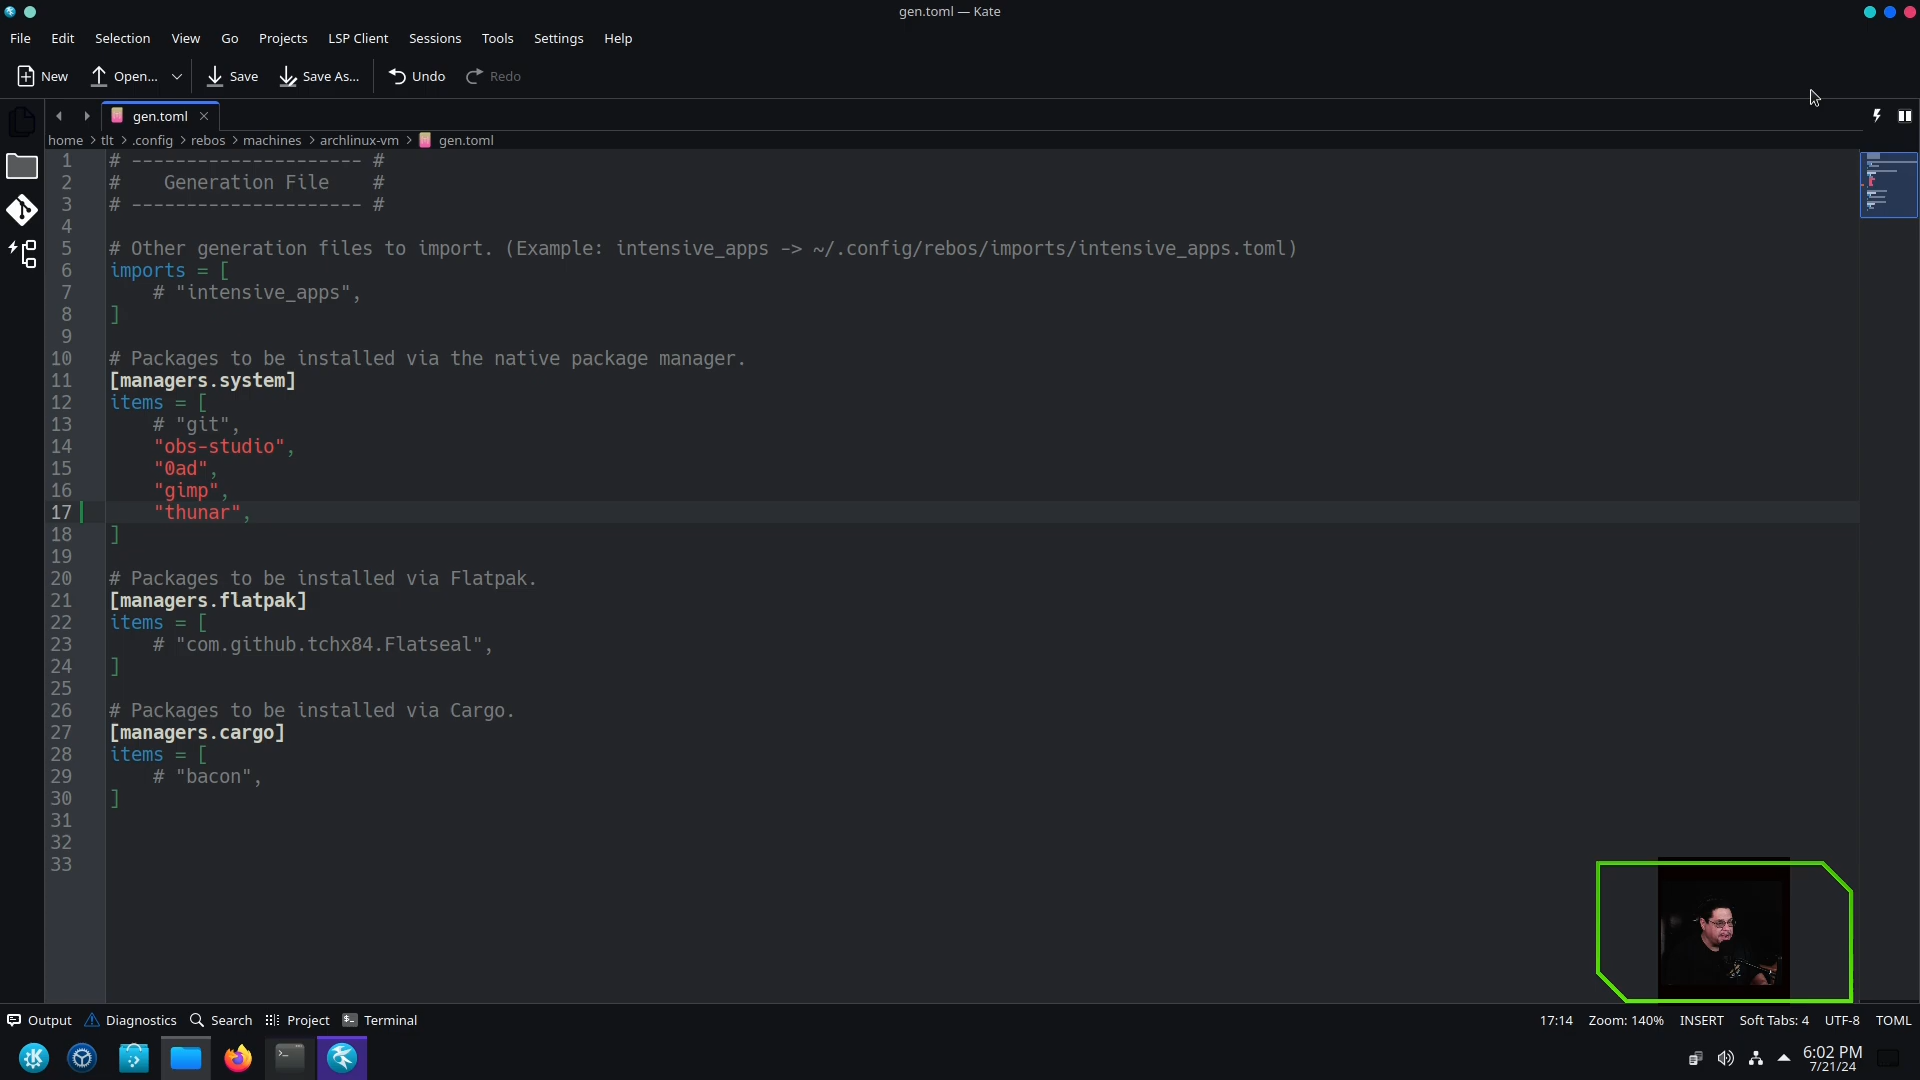 gen.toml — Kate
File Edit Selection View Go Projects LSP Client Sessions Tools Settings Help
New Open... Save Save As... Undo Redo
gen.toml
home > tlt > .config > rebos > machines > archlinux-vm > gen.toml
1 # --------------------- #
2 #    Generation File    #
3 # --------------------- #
4
5 # Other generation files to import. (Example: intensive_apps -> ~/.config/rebos/imports/intensive_apps.toml)
6 imports = [
7     # "intensive_apps",
8 ]
9
10 # Packages to be installed via the native package manager.
11 [managers.system]
12 items = [
13     # "git",
14     "obs-studio",
15     "0ad",
16     "gimp",
17     "thunar",
18 ]
19
20 # Packages to be installed via Flatpak.
21 [managers.flatpak]
22 items = [
23     # "com.github.tchx84.Flatseal",
24 ]
25
26 # Packages to be installed via Cargo.
27 [managers.cargo]
28 items = [
29     # "bacon",
30 ]
31
32
33
Output Diagnostics Search Project Terminal 17:14 Zoom: 140% INSERT Soft Tabs: 4 UTF-8 TOML
6:02 PM
7/21/24